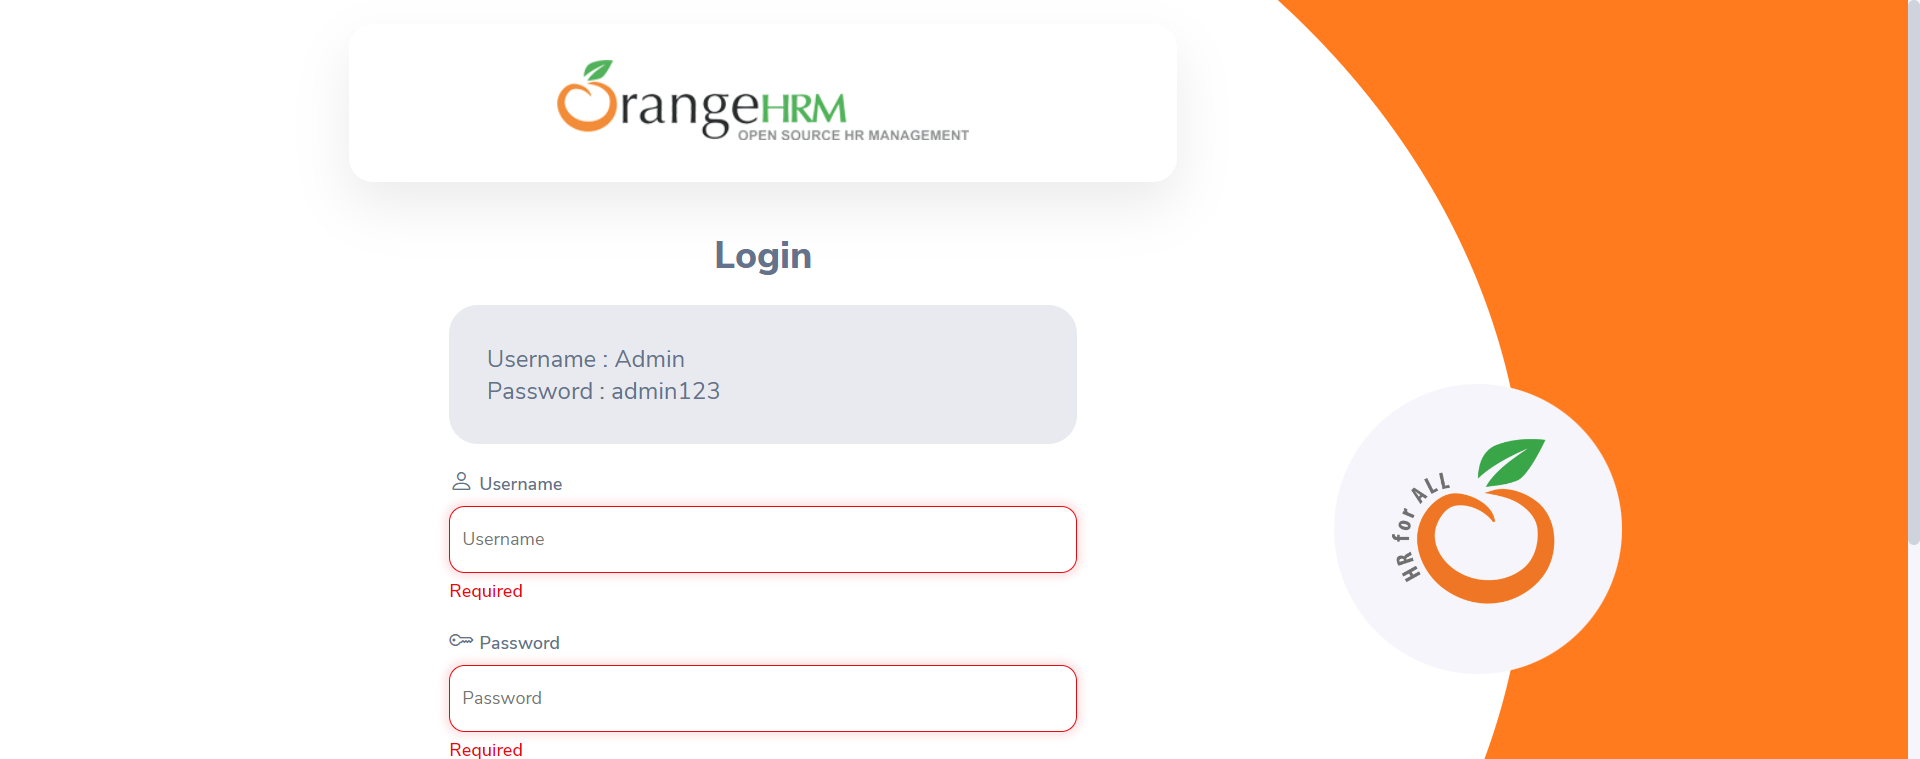 OrangeHRM
OPEN SOURCE HR MANAGEMENT
Login
Username : Admin
Password : admin123
Username
Username
Required
Password
Password
Required
HR for ALL